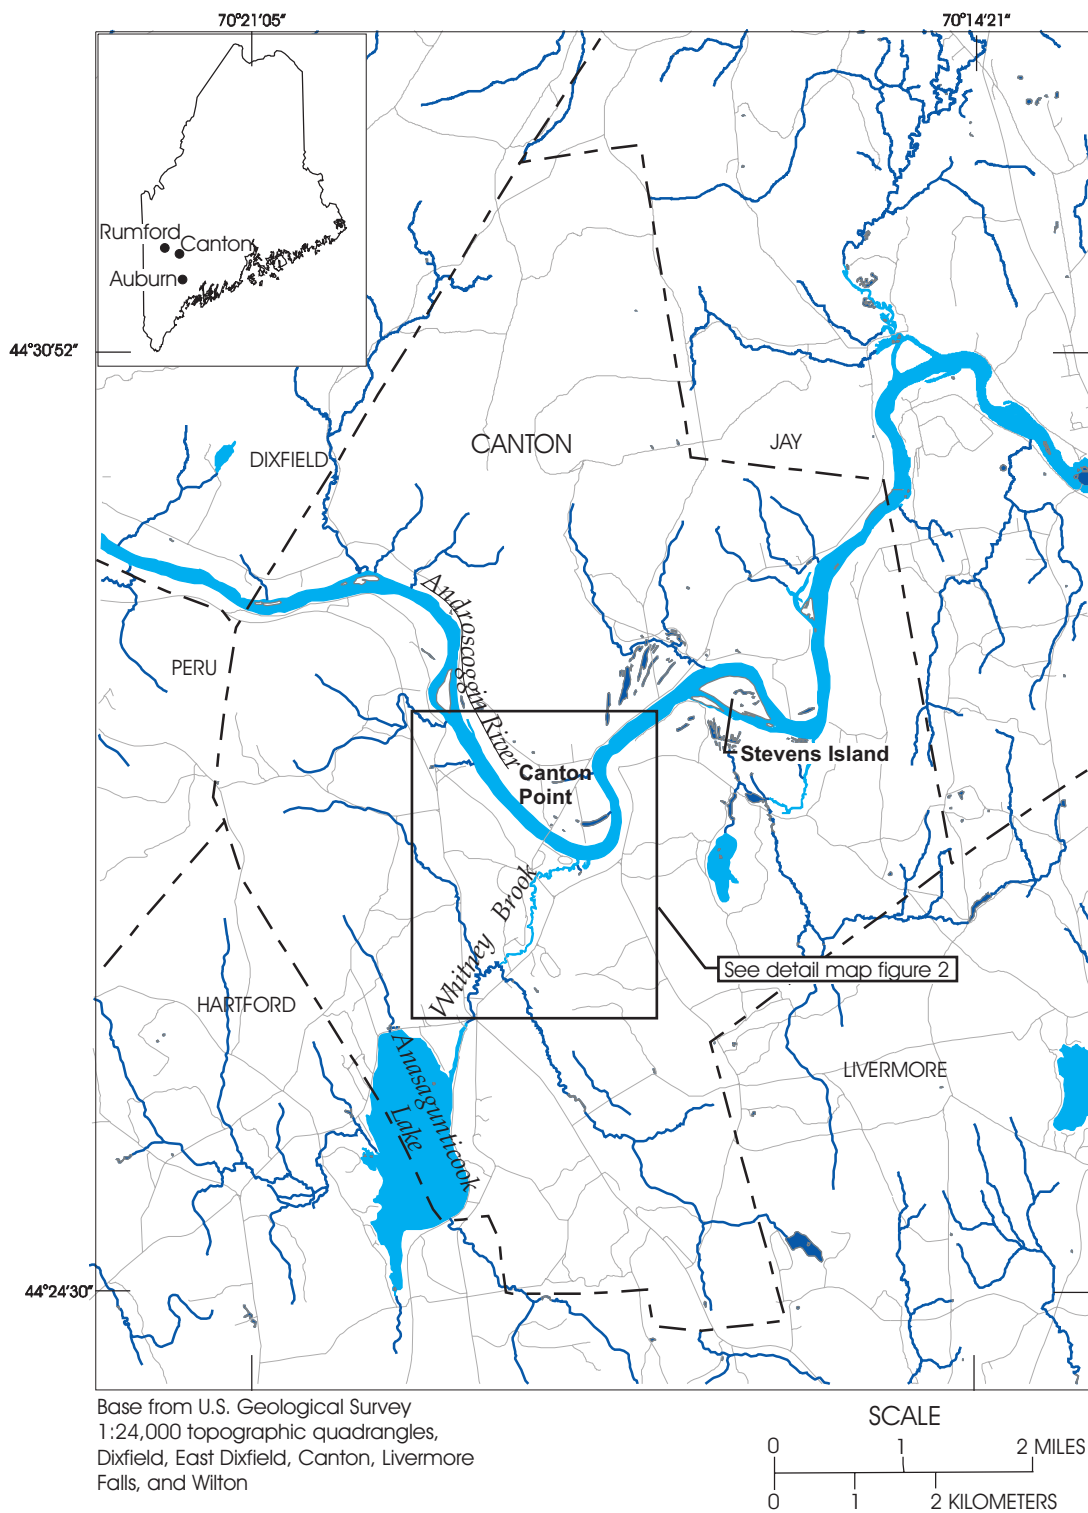 70°21'05"
70°14'21"
Rumford
Canton
Auburn
44°30'52"
CANTON
JAY
DIXFIELD
Androscoggin River
PERU
Stevens Island
Canton
Point
Whitney Brook
See detail map figure 2
HARTFORD
Anasagunticook
Lake
LIVERMORE
44°24'30"
Base from U.S. Geological Survey
1:24,000 topographic quadrangles,
Dixfield, East Dixfield, Canton, Livermore
Falls, and Wilton
SCALE
0 1 2 MILES
0 1 2 KILOMETERS